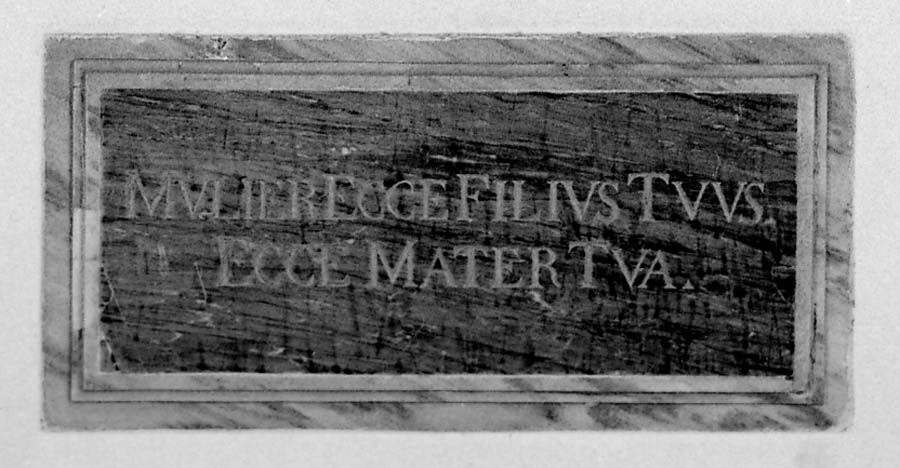 MVLIER ECCE FILIVS TVVS.
ECCE MATER TVA.